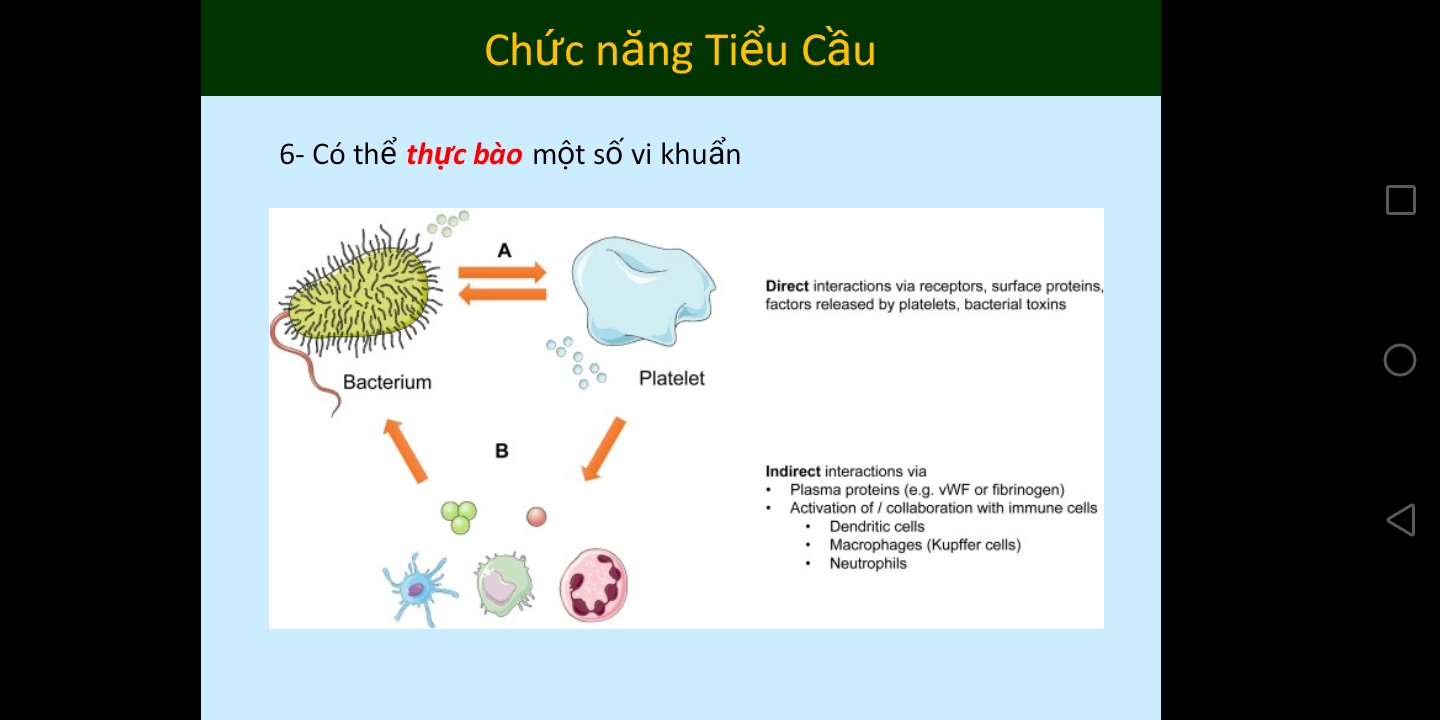 Chức năng Tiểu Cầu
6- Có thể thực bào một số vi khuẩn
A
Bacterium
Platelet
Direct interactions via receptors, surface proteins,
factors released by platelets, bacterial toxins
B
Indirect interactions via
• Plasma proteins (e.g. vWF or fibrinogen)
• Activation of / collaboration with immune cells
• Dendritic cells
• Macrophages (Kupffer cells)
• Neutrophils